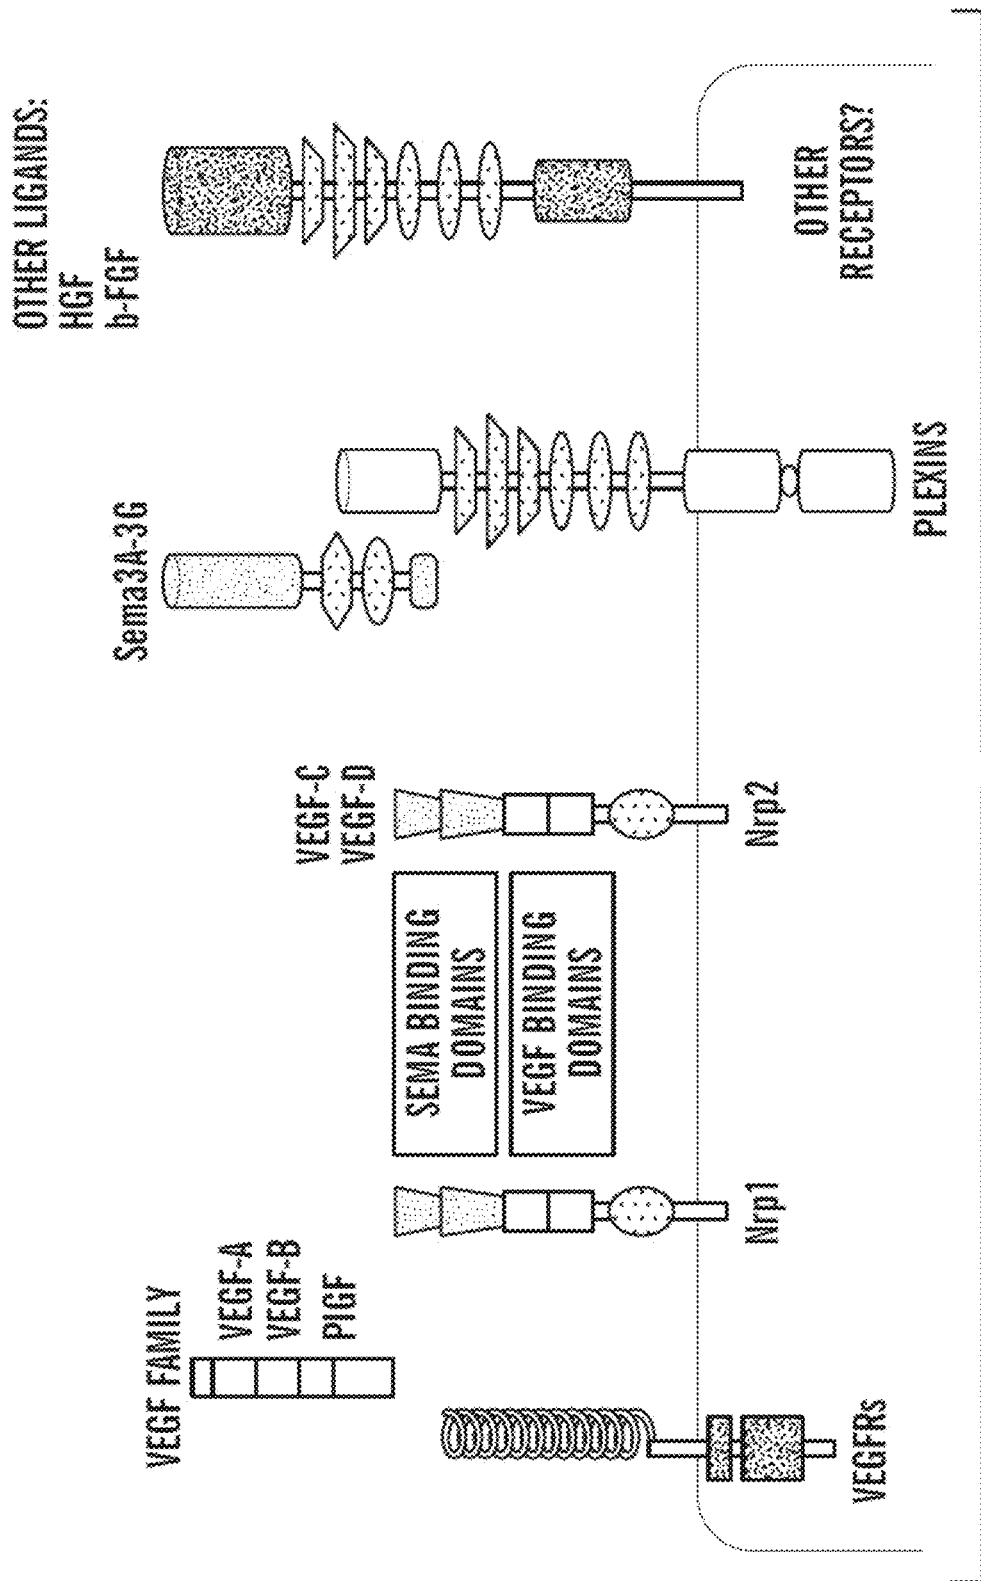 VEGF FAMILY
VEGF-A
VEGF-B
PIGF
VEGFRs
Nrp1
SEMA BINDING
DOMAINS
VEGF BINDING
DOMAINS
VEGF-C
VEGF-D
Nrp2
Sema3A-3G
PLEXINS
OTHER LIGANDS:
HGF
b-FGF
OTHER
RECEPTORS?